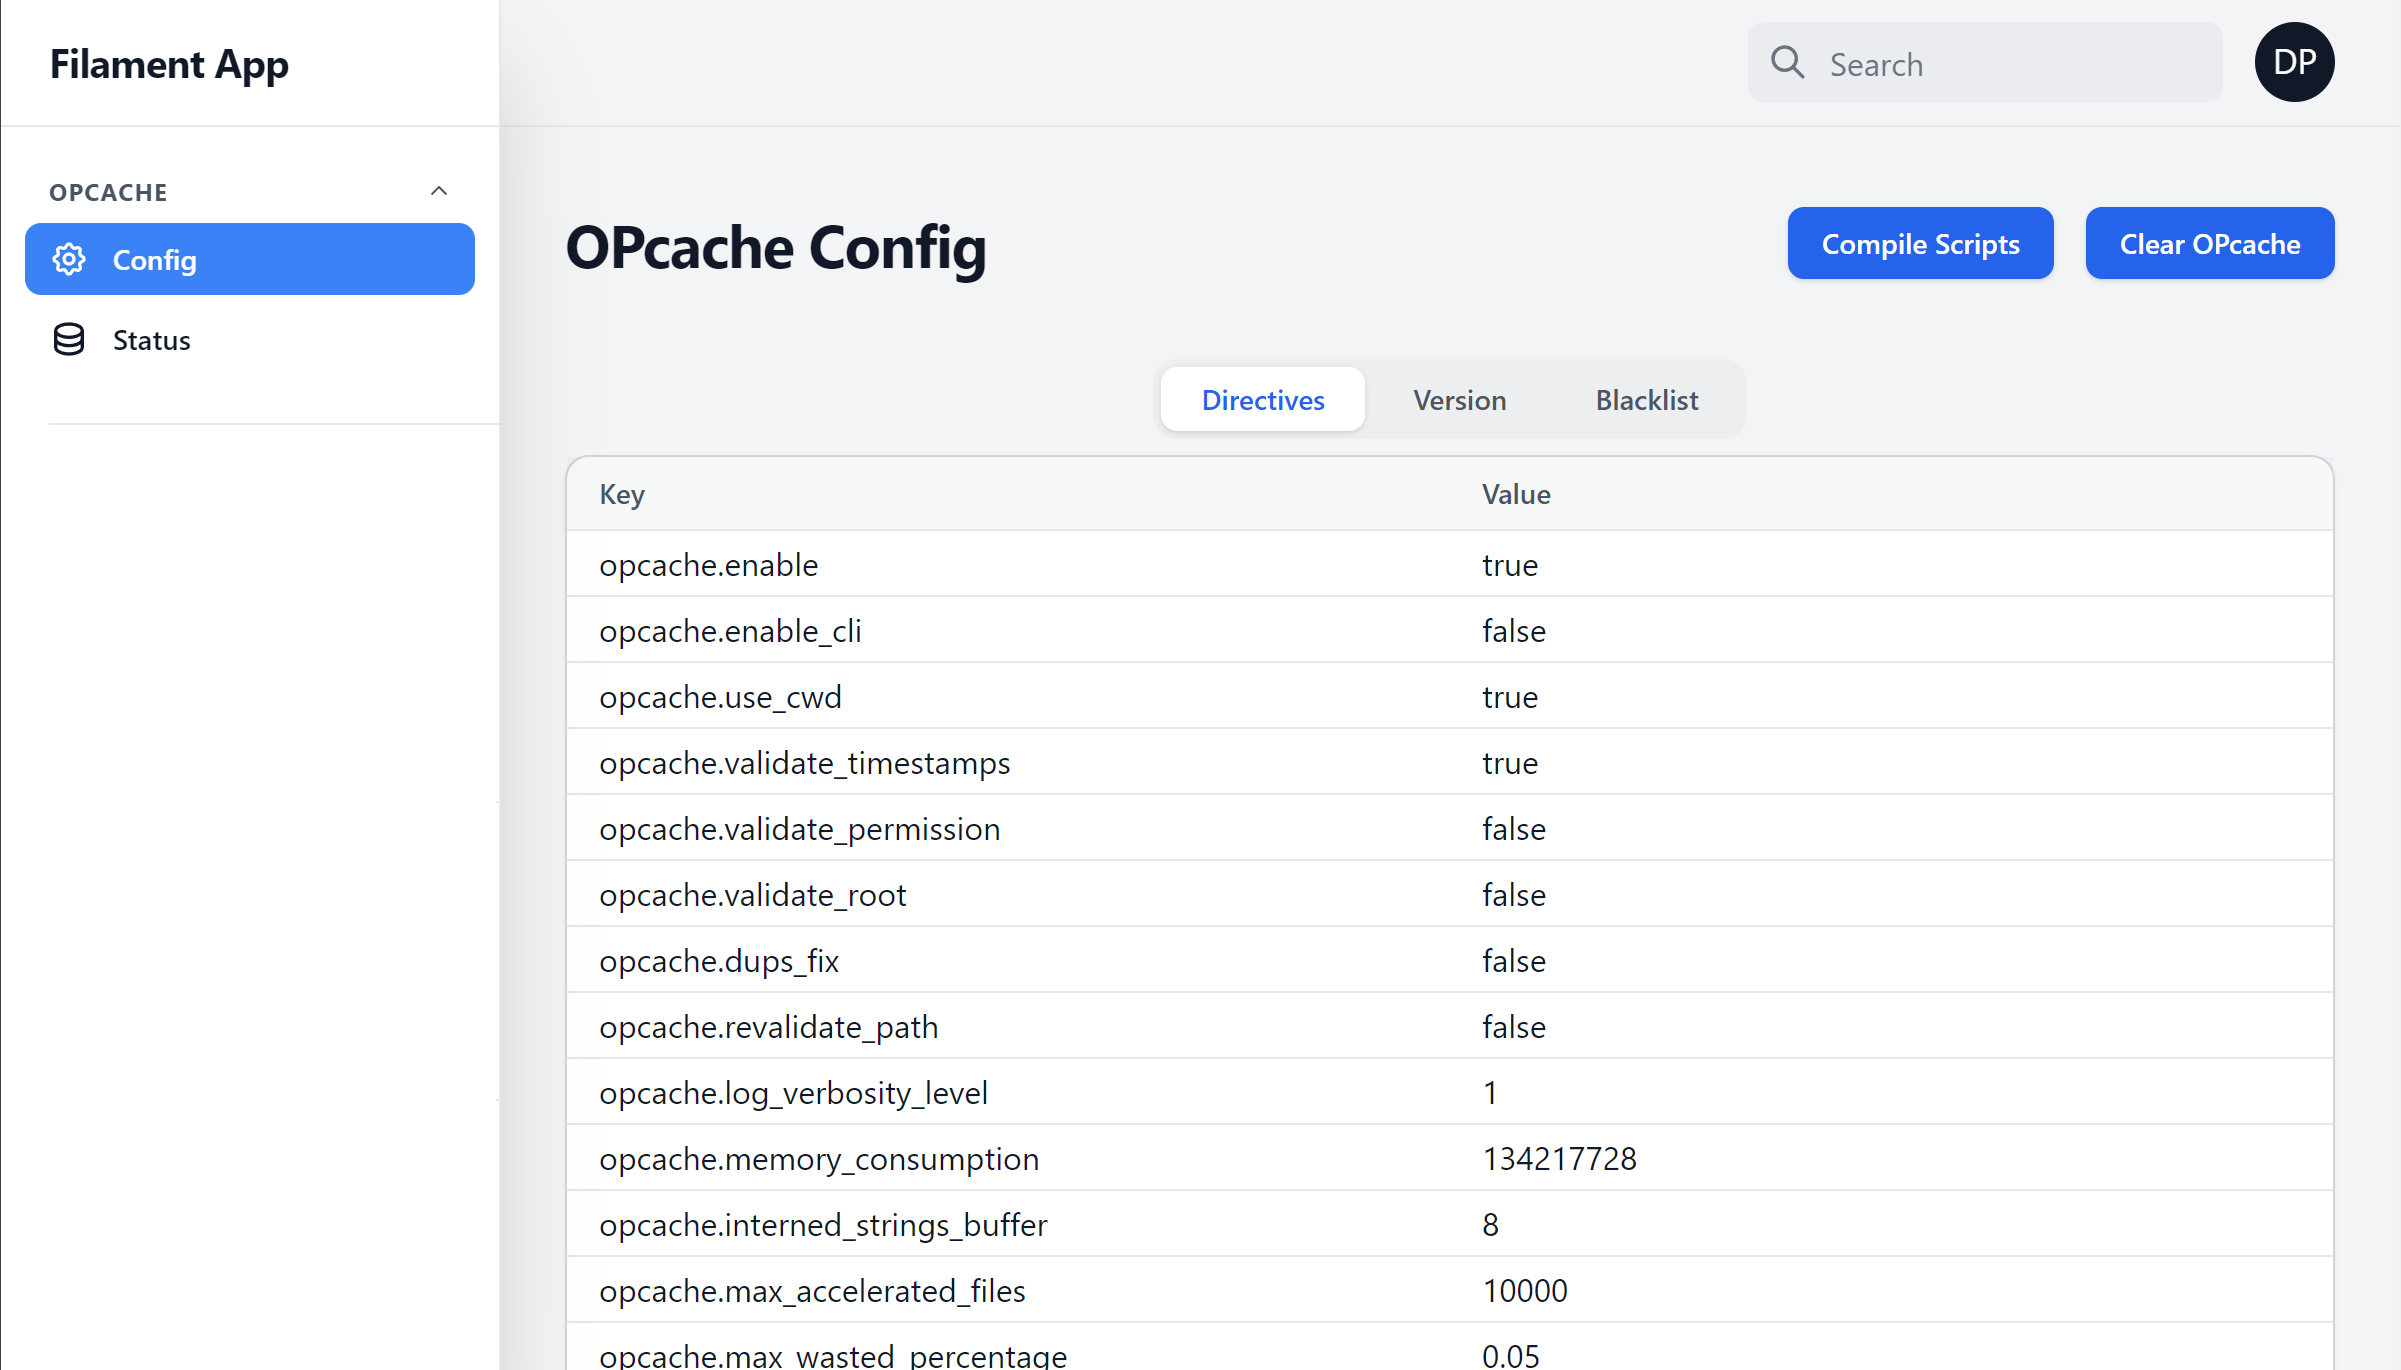 Filament App
Search
DP
OPCACHE
Config
Status
OPcache Config
Compile Scripts
Clear OPcache
Directives Version Blacklist
Key Value
opcache.enable true
opcache.enable_cli false
opcache.use_cwd true
opcache.validate_timestamps true
opcache.validate_permission false
opcache.validate_root false
opcache.dups_fix false
opcache.revalidate_path false
opcache.log_verbosity_level 1
opcache.memory_consumption 134217728
opcache.interned_strings_buffer 8
opcache.max_accelerated_files 10000
opcache.max_wasted_percentage 0.05